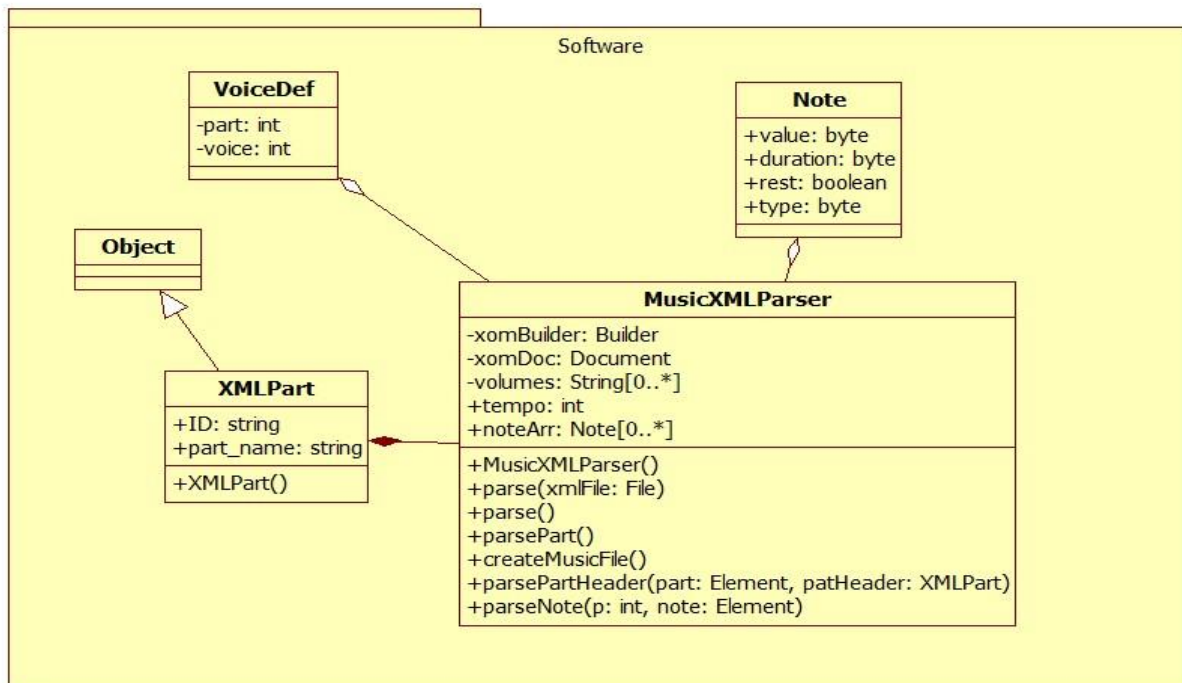 Software
VoiceDef
-part: int
-voice: int
Note
+value: byte
+duration: byte
+rest: boolean
+type: byte
Object
XMLPart
+ID: string
+part_name: string
+XMLPart()
MusicXMLParser
-xomBuilder: Builder
-xomDoc: Document
-volumes: String[0..*]
+tempo: int
+noteArr: Note[0..*]
+MusicXMLParser()
+parse(xmlFile: File)
+parse()
+parsePart()
+createMusicFile()
+parsePartHeader(part: Element, patHeader: XMLPart)
+parseNote(p: int, note: Element)